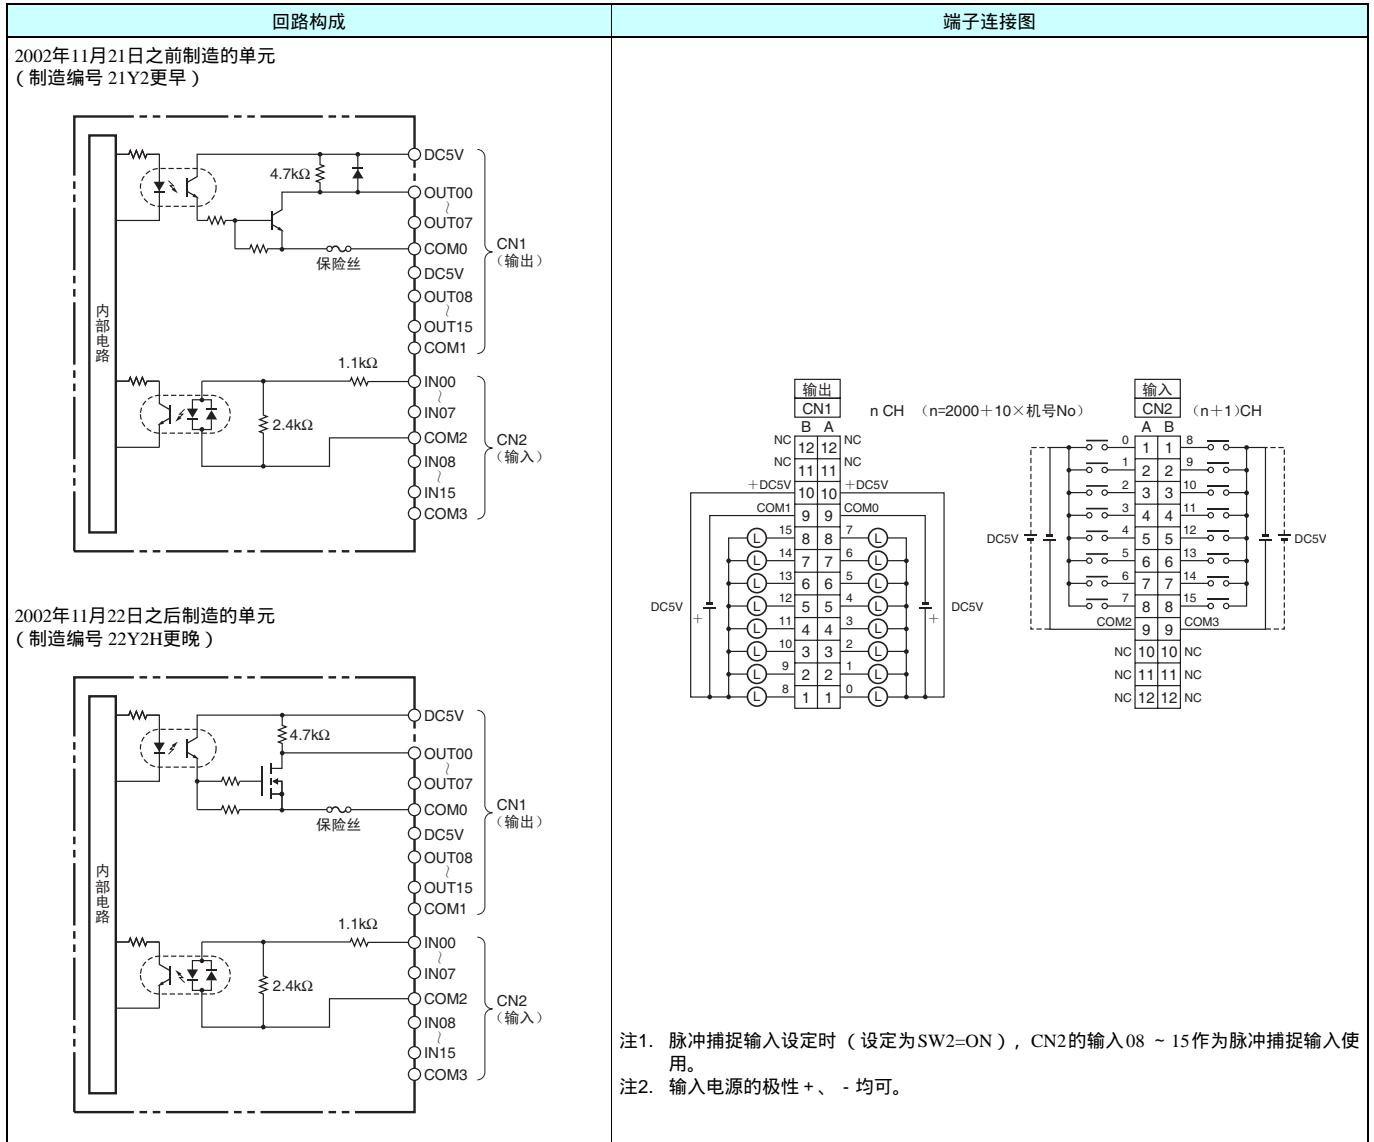 回路构成
端子连接图
2002年11月21日之前制造的单元
（制造编号 21Y2更早）
内部电路
4.7kΩ
保险丝
DC5V
OUT00
～
OUT07
COM0
DC5V
OUT08
～
OUT15
COM1
CN1
（输出）
1.1kΩ
2.4kΩ
IN00
～
IN07
COM2
IN08
～
IN15
COM3
CN2
（输入）
2002年11月22日之后制造的单元
（制造编号 22Y2H更晚）
内部电路
4.7kΩ
保险丝
DC5V
OUT00
～
OUT07
COM0
DC5V
OUT08
～
OUT15
COM1
CN1
（输出）
1.1kΩ
2.4kΩ
IN00
～
IN07
COM2
IN08
～
IN15
COM3
CN2
（输入）
输出
CN1
n CH （n=2000＋10×机号No）
B A
NC 12 12 NC
NC 11 11 NC
＋DC5V 10 10 ＋DC5V
COM1 9 9 COM0
L 15 8 8 7 L
L 14 7 7 6 L
L 13 6 6 5 L
L 12 5 5 4 L
L 11 4 4 3 L
L 10 3 3 2 L
L 9 2 2 1 L
L 8 1 1 0 L
DC5V ＋
＋ DC5V
输入
CN2
（n＋1）CH
A B
0 1 1 8
1 2 2 9
2 3 3 10
3 4 4 11
4 5 5 12
5 6 6 13
6 7 7 14
7 8 8 15
COM2 9 9 COM3
NC 10 10 NC
NC 11 11 NC
NC 12 12 NC
DC5V
DC5V
注1. 脉冲捕捉输入设定时（设定为SW2=ON），CN2的输入08 ~ 15作为脉冲捕捉输入使
用。
注2. 输入电源的极性 +、 - 均可。